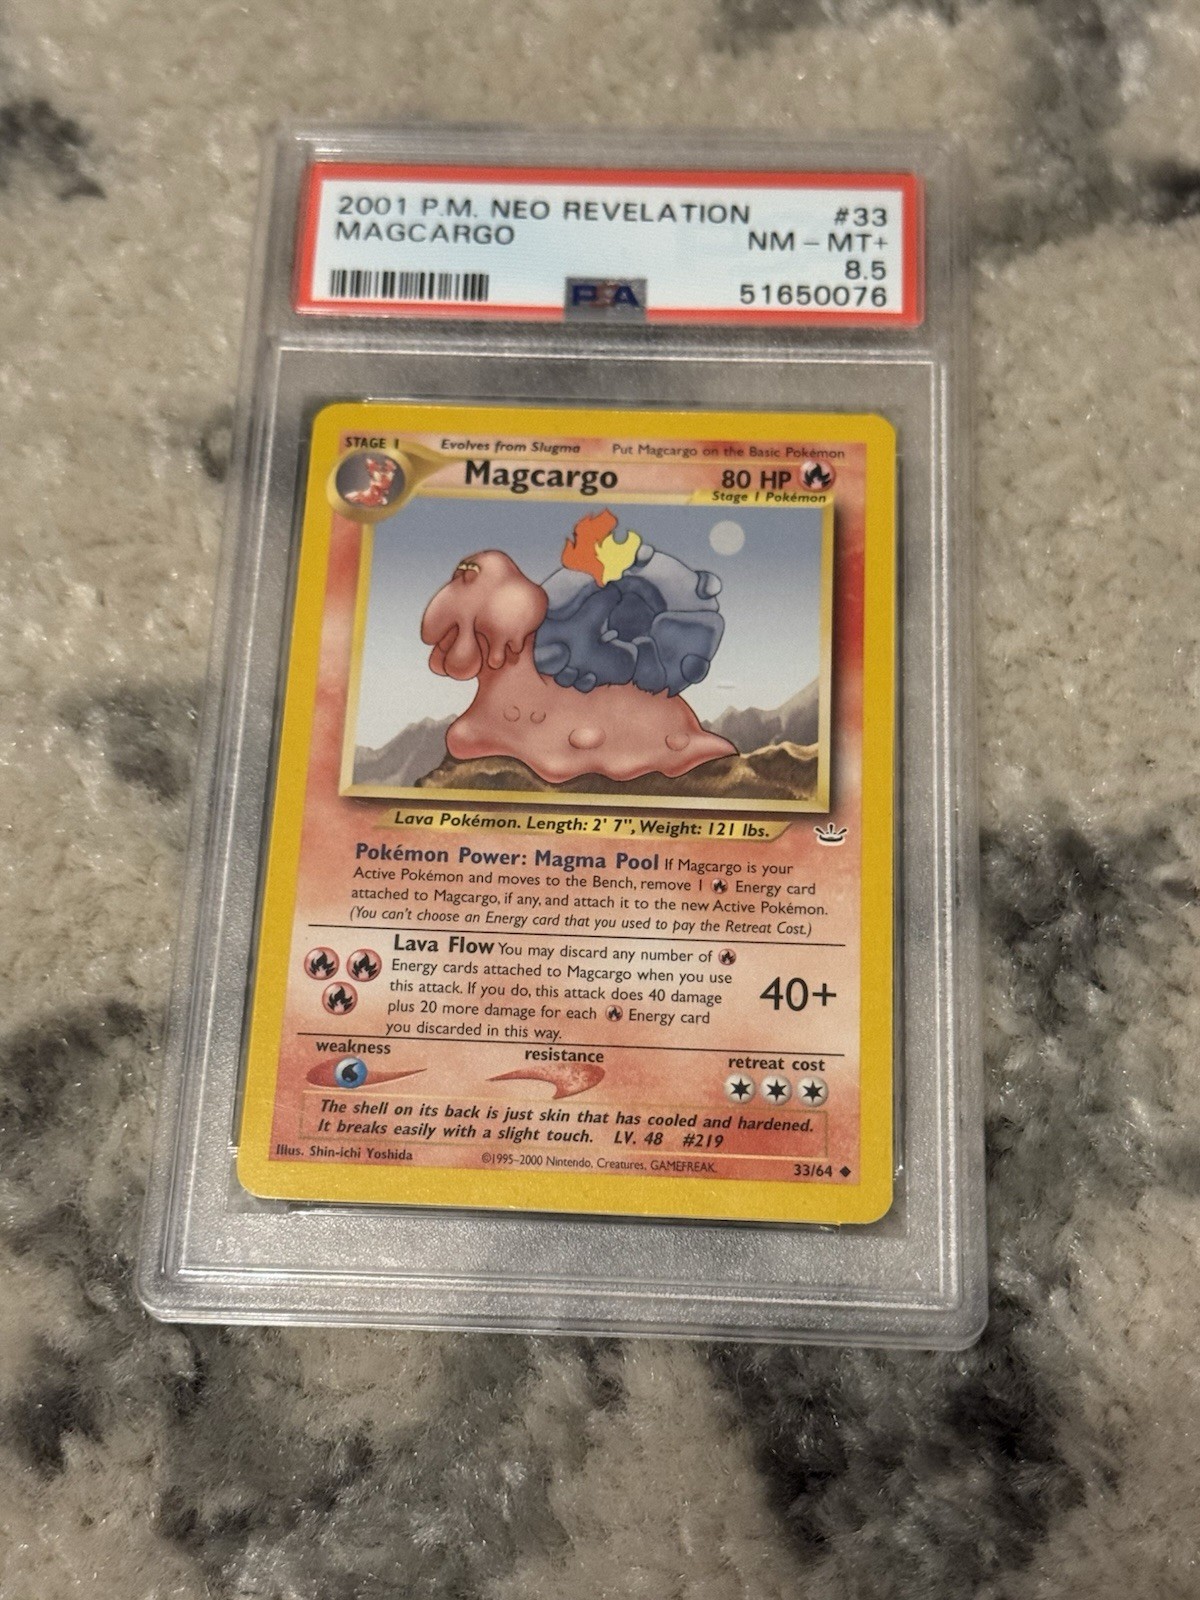 2001 P.M. NEO REVELATION #33
MAGCARGO NM - MT+
8.5
PSA 51650076
STAGE 1 Evolves from Slugma Put Magcargo on the Basic Pokémon
Magcargo 80 HP
Stage 1 Pokémon
Lava Pokémon. Length: 2' 7", Weight: 121 lbs.
Pokémon Power: Magma Pool If Magcargo is your
Active Pokémon and moves to the Bench, remove 1 Energy card
attached to Magcargo, if any, and attach it to the new Active Pokémon.
(You can't choose an Energy card that you used to pay the Retreat Cost.)
Lava Flow You may discard any number of
Energy cards attached to Magcargo when you use
this attack. If you do, this attack does 40 damage
plus 20 more damage for each Energy card
you discarded in this way.
40+
weakness resistance retreat cost
The shell on its back is just skin that has cooled and hardened.
It breaks easily with a slight touch. LV. 48 #219
Illus. Shin-ichi Yoshida ©1995-2000 Nintendo, Creatures, GAMEFREAK. 33/64